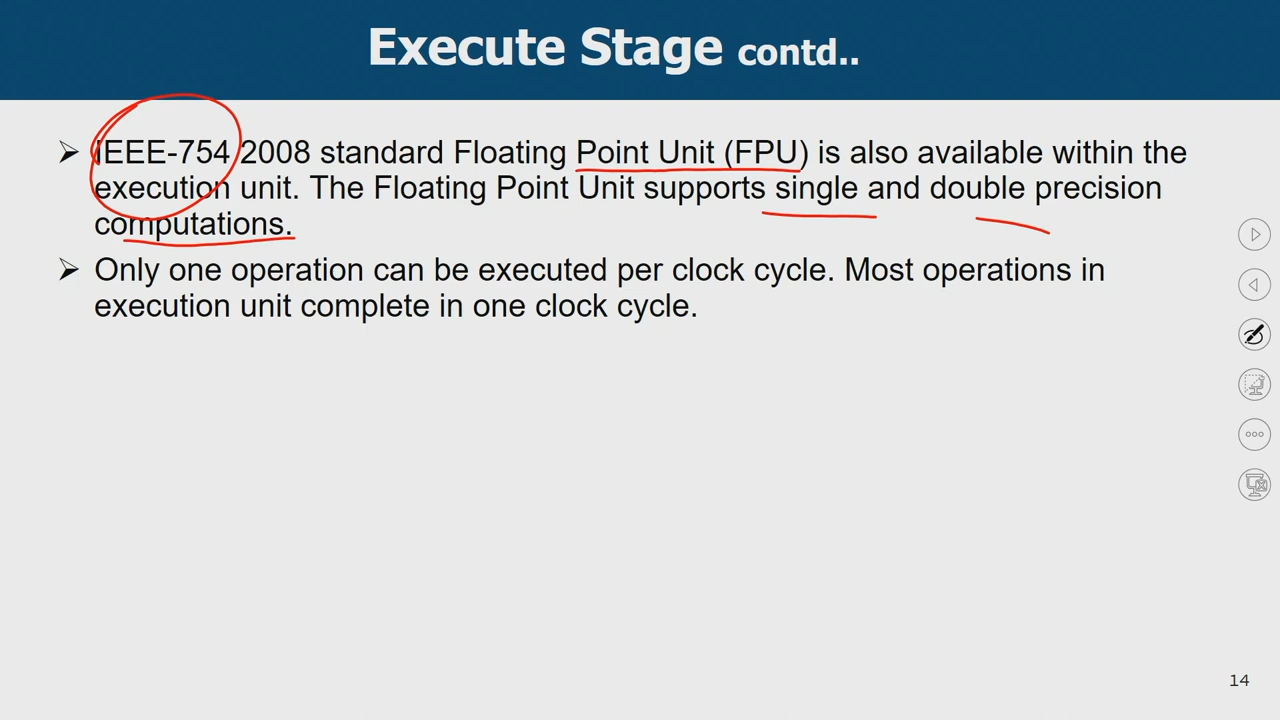 Execute Stage contd..
➢ IEEE-754 2008 standard Floating Point Unit (FPU) is also available within the
execution unit. The Floating Point Unit supports single and double precision
computations.
➢ Only one operation can be executed per clock cycle. Most operations in
execution unit complete in one clock cycle.
14